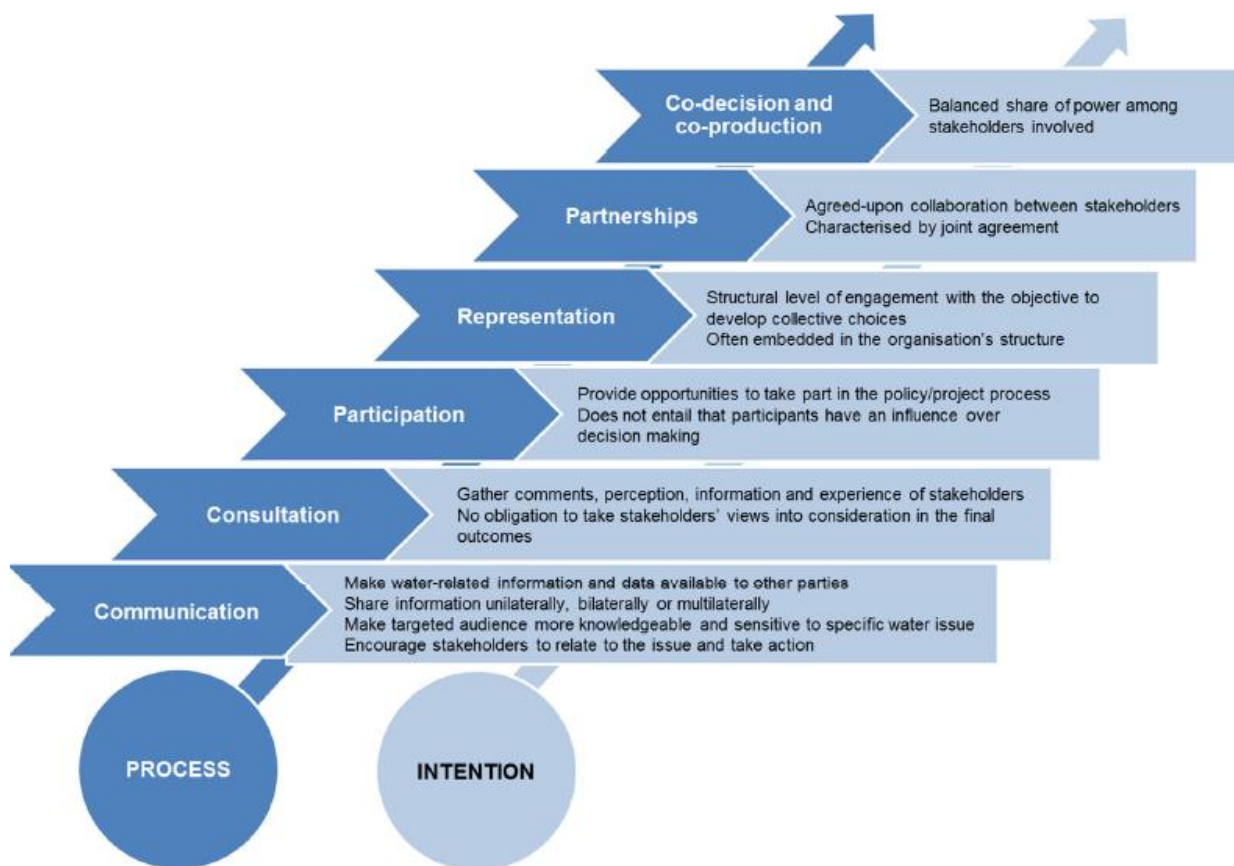 Co-decision and
co-production
Balanced share of power among
stakeholders involved
Partnerships
Agreed-upon collaboration between stakeholders
Characterised by joint agreement
Representation
Structural level of engagement with the objective to
develop collective choices
Often embedded in the organisation's structure
Participation
Provide opportunities to take part in the policy/project process
Does not entail that participants have an influence over
decision making
Consultation
Gather comments, perception, information and experience of stakeholders
No obligation to take stakeholders' views into consideration in the final
outcomes
Communication
Make water-related information and data available to other parties
Share information unilaterally, bilaterally or multilaterally
Make targeted audience more knowledgeable and sensitive to specific water issue
Encourage stakeholders to relate to the issue and take action
PROCESS
INTENTION